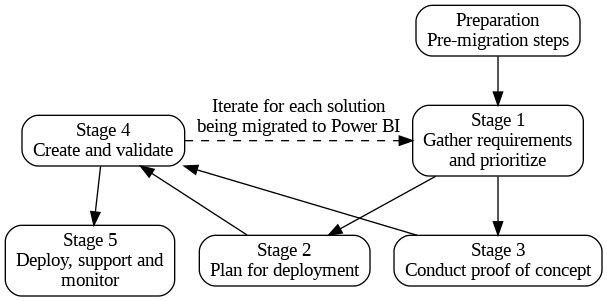 Preparation
Pre-migration steps
Iterate for each solution
being migrated to Power BI
Stage 1
Gather requirements
and prioritize
Stage 4
Create and validate
Stage 5
Deploy, support and
monitor
Stage 2
Plan for deployment
Stage 3
Conduct proof of concept